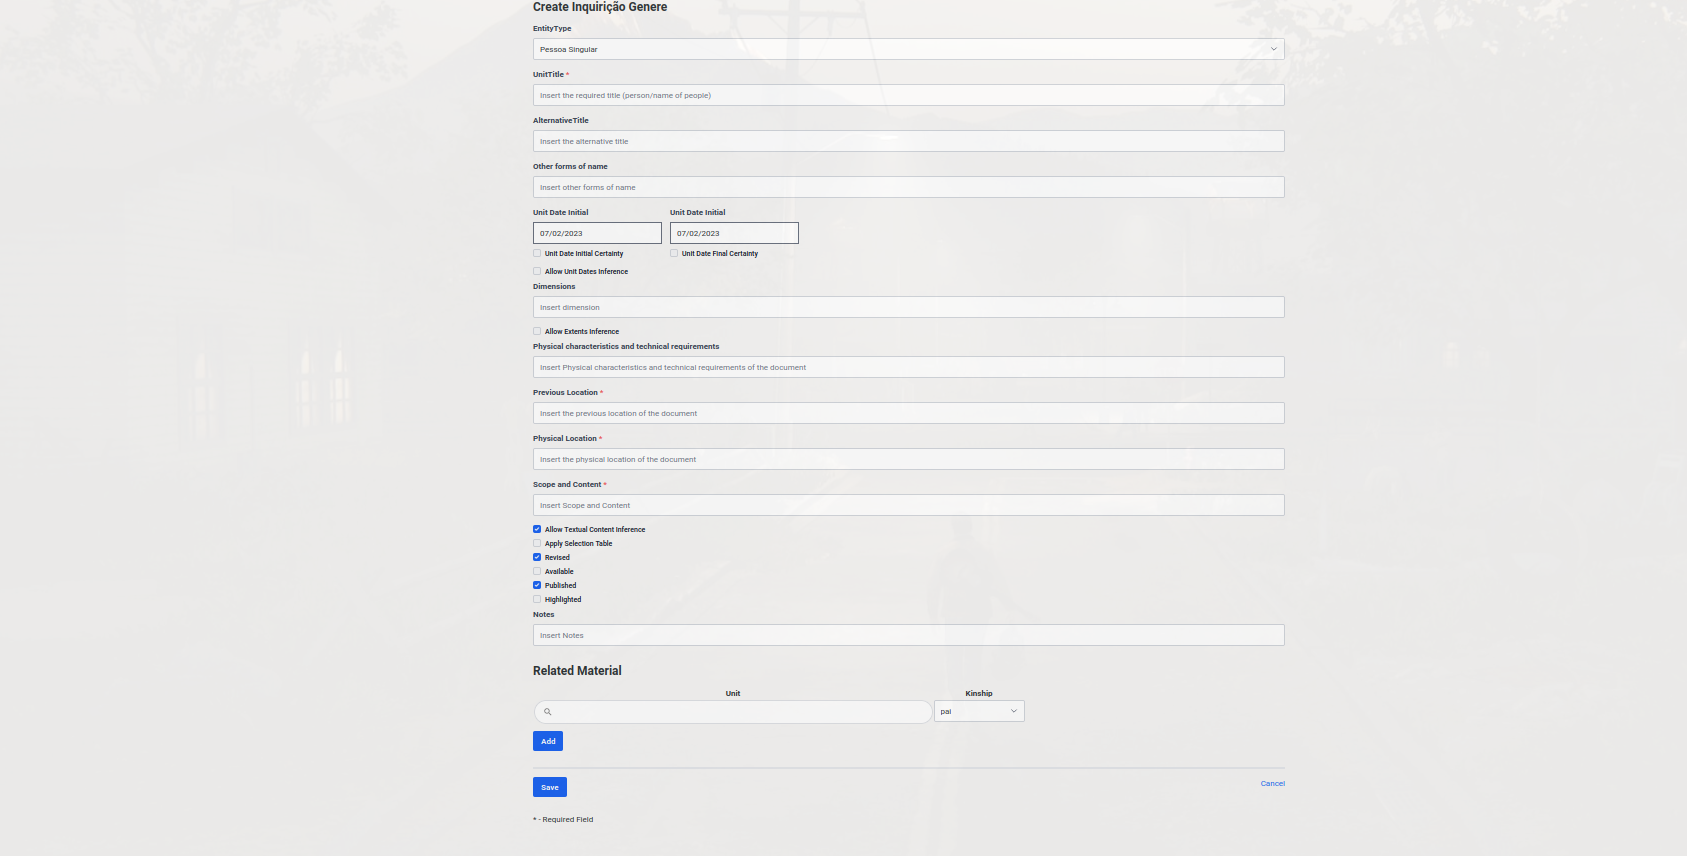 Create Inquirição Genere
EntityType
Pessoa Singular
UnitTitle *
Insert the required title (person/name of people)
AlternativeTitle
Insert the alternative title
Other forms of name
Insert other forms of name
Unit Date Initial Unit Date Initial
07/02/2023 07/02/2023
Unit Date Initial Certainty Unit Date Final Certainty
Allow Unit Dates Inference
Dimensions
Insert dimension
Allow Extents Inference
Physical characteristics and technical requirements
Insert Physical characteristics and technical requirements of the document
Previous Location *
Insert the previous location of the document
Physical Location *
Insert the physical location of the document
Scope and Content *
Insert Scope and Content
Allow Textual Content Inference
Apply Selection Table
Revised
Available
Published
Highlighted
Notes
Insert Notes
Related Material
Unit Kinship
pai
Add
Save Cancel
* - Required Field